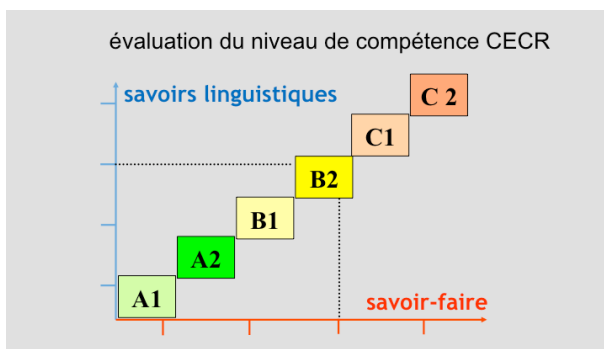 évaluation du niveau de compétence CECR
savoirs linguistiques
C 2
C1
B2
B1
A2
A1
savoir-faire